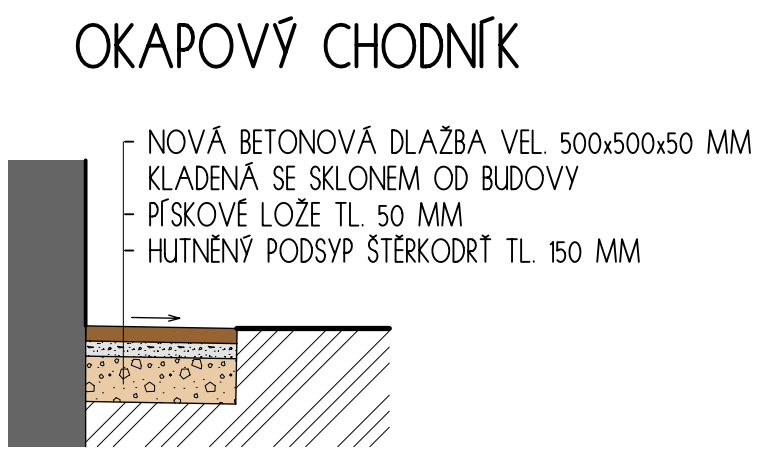 OKAPOVÝ CHODNÍK
NOVÁ BETONOVÁ DLAŽBA VEL. 500x500x50 MM
KLADENÁ SE SKLONEM OD BUDOVY
PÍSKOVÉ LOŽE TL. 50 MM
HUTNĚNÝ PODSYP ŠTĚRKODRŤ TL. 150 MM